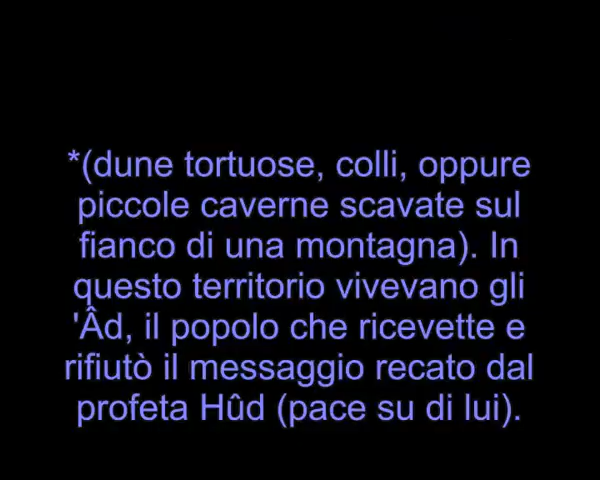 *(dune tortuose, colli, oppure
piccole caverne scavate sul
fianco di una montagna). In
questo territorio vivevano gli
'Âd, il popolo che ricevette e
rifiutò il messaggio recato dal
profeta Hûd (pace su di lui).